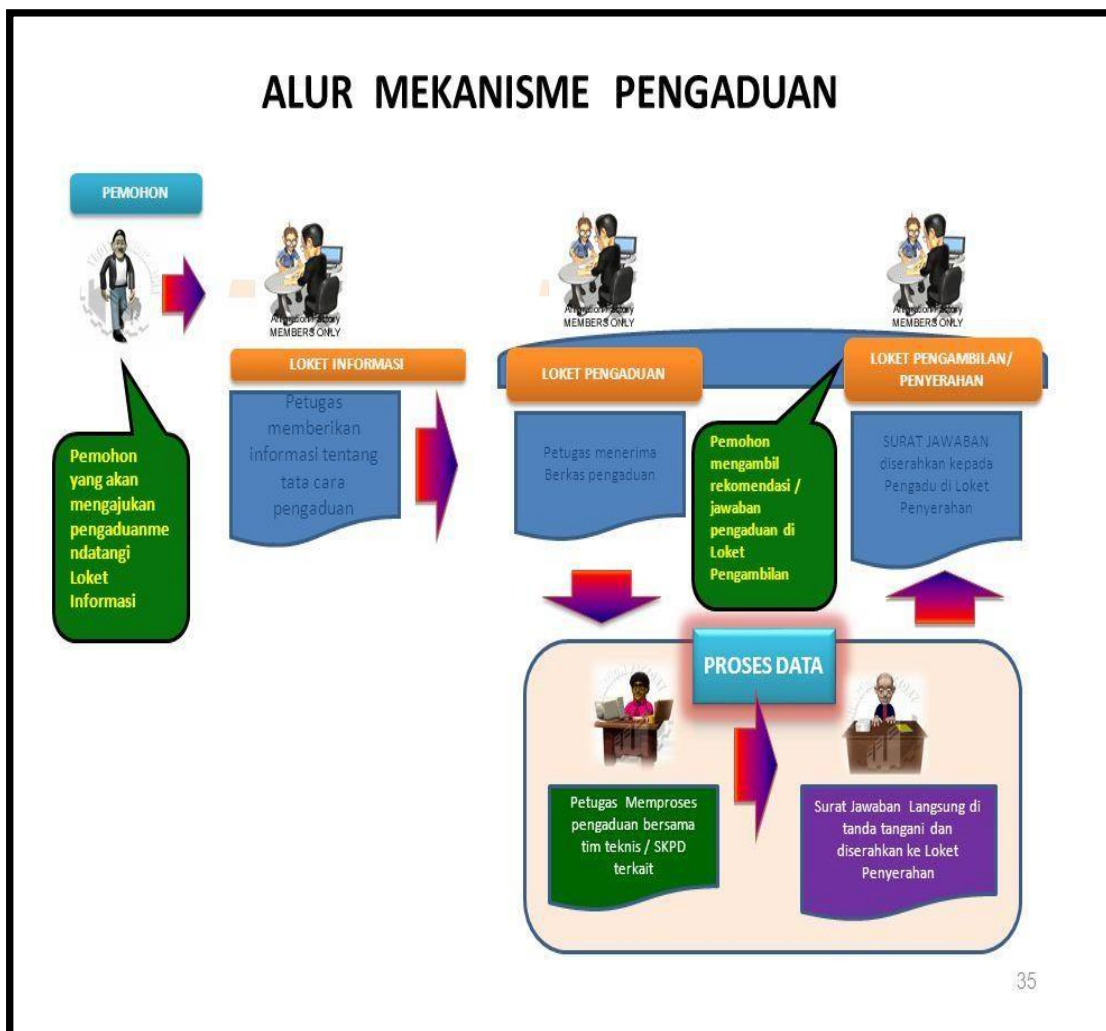 ALUR MEKANISME PENGADUAN
PEMOHON
MEMBERS ONLY
MEMBERS ONLY
MEMBERS ONLY
LOKET INFORMASI
LOKET PENGADUAN
LOKET PENGAMBILAN/
PENYERAHAN
Pemohon
yang akan
mengajukan
pengaduanme
ndatangi
Loket
Informasi
Petugas
memberikan
informasi tentang
tata cara
pengaduan
Petugas menerima
Berkas pengaduan
Pemohon
mengambil
rekomendasi /
jawaban
pengaduan di
Loket
Pengambilan
SURAT JAWABAN
diserahkan kepada
Pengadu di Loket
Penyerahan
PROSES DATA
Petugas Memproses
pengaduan bersama
tim teknis / SKPD
terkait
Surat Jawaban Langsung di
tanda tangani dan
diserahkan ke Loket
Penyerahan
35